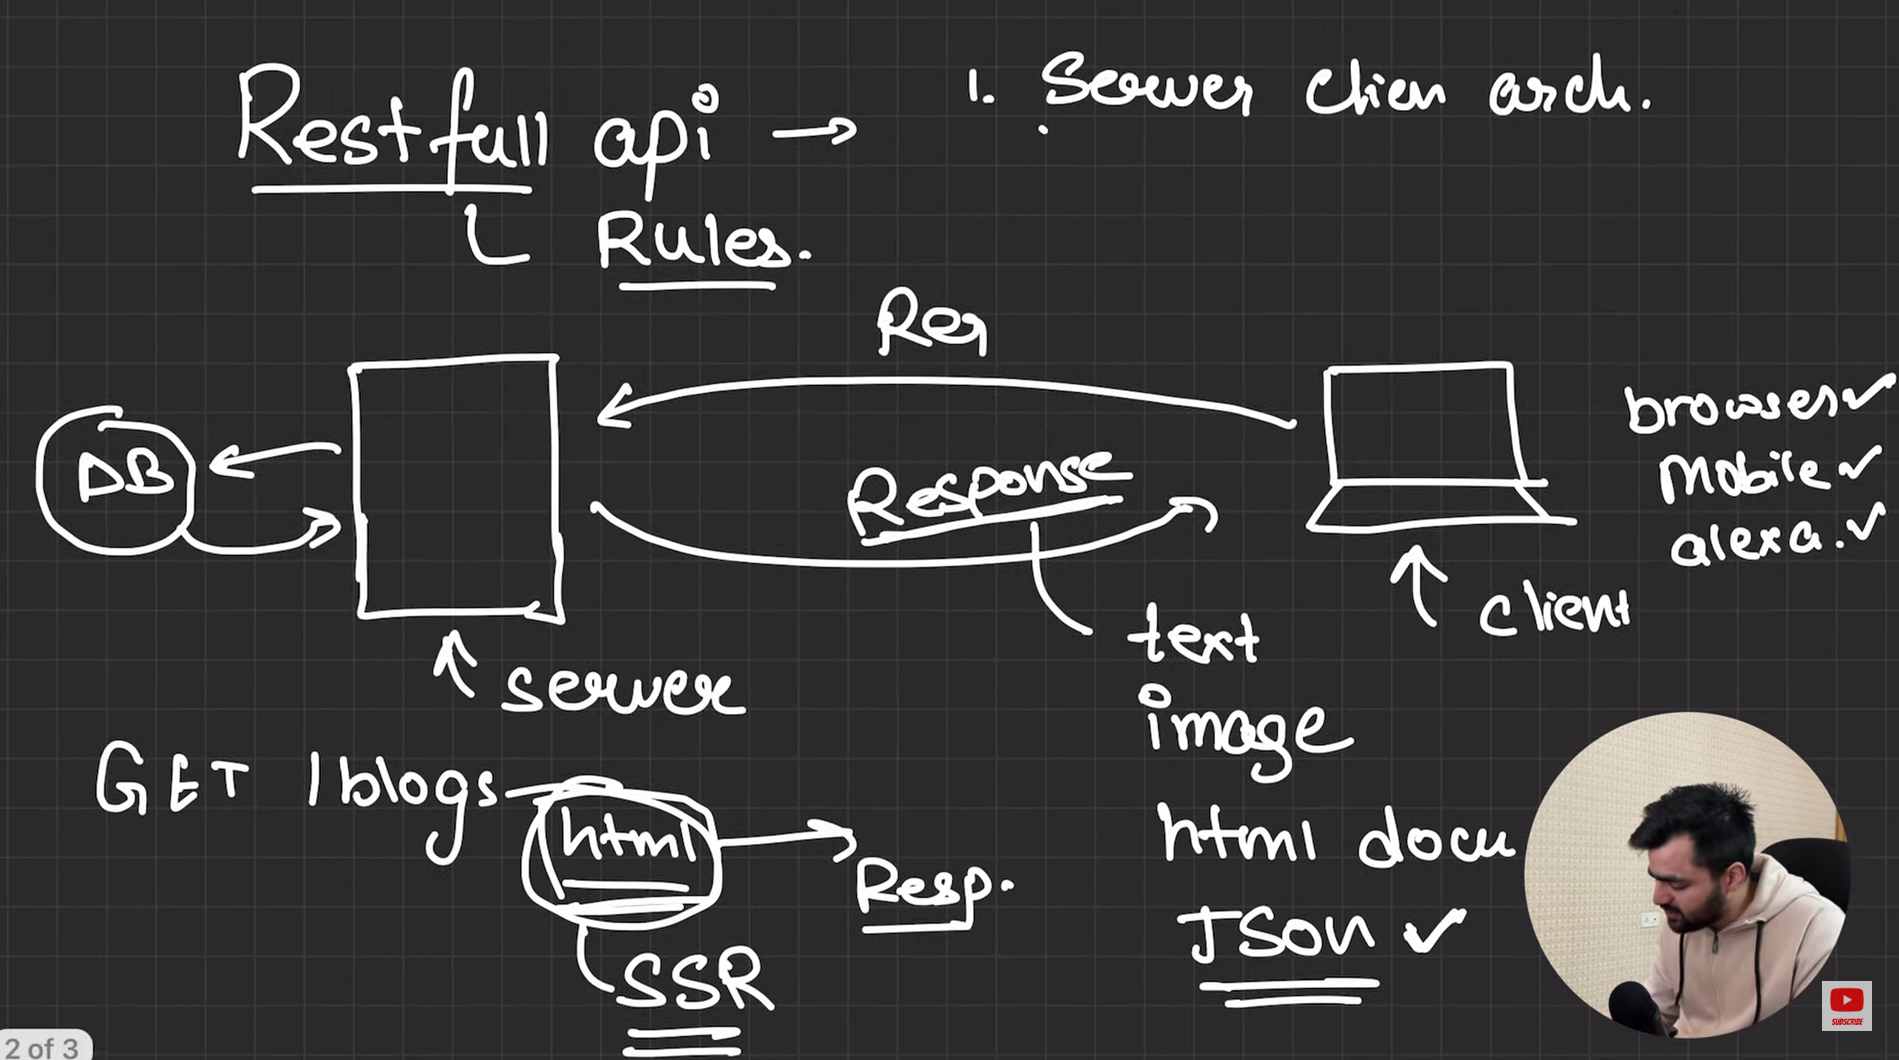 Restfull api → 1. Server clien arch.
Rules.
Req
browser✓
Mobile✓
alexa.✓
DB
Response
client
server
text
image
html docu
JSON ✓
GET /blogs
html → Resp.
SSR
2 of 3
SUBSCRIBE